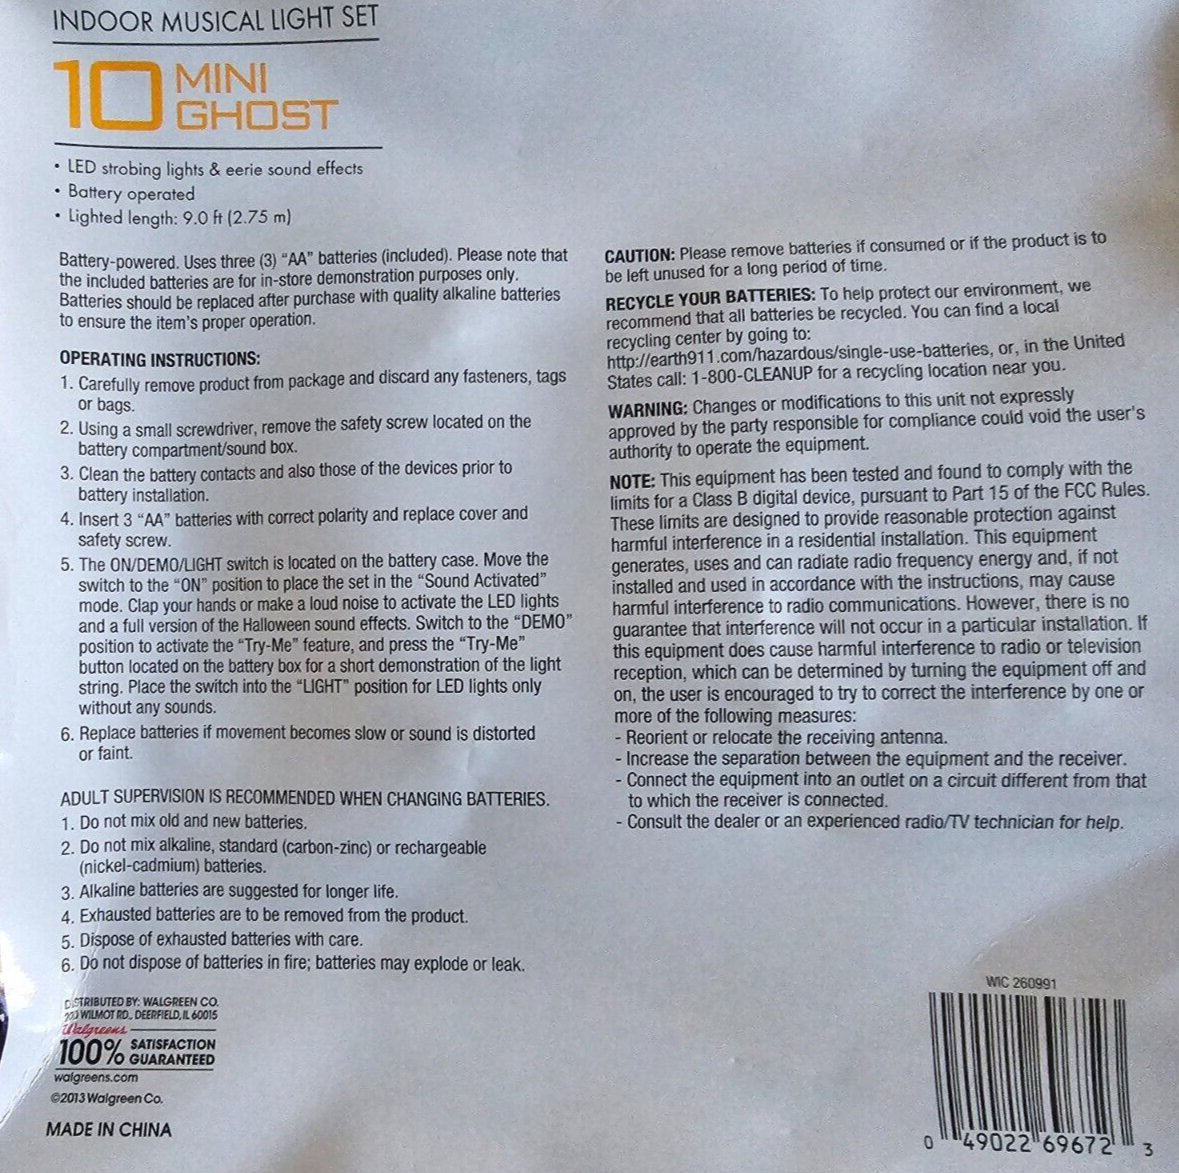 INDOOR MUSICAL LIGHT SET
10 MINI
GHOST
• LED strobing lights & eerie sound effects
• Battery operated
• Lighted length: 9.0 ft (2.75 m)
Battery-powered. Uses three (3) “AA” batteries (included). Please note that
the included batteries are for in-store demonstration purposes only.
Batteries should be replaced after purchase with quality alkaline batteries
to ensure the item's proper operation.
OPERATING INSTRUCTIONS:
1. Carefully remove product from package and discard any fasteners, tags
or bags.
2. Using a small screwdriver, remove the safety screw located on the
battery compartment/sound box.
3. Clean the battery contacts and also those of the devices prior to
battery installation.
4. Insert 3 “AA” batteries with correct polarity and replace cover and
safety screw.
5. The ON/DEMO/LIGHT switch is located on the battery case. Move the
switch to the “ON” position to place the set in the “Sound Activated”
mode. Clap your hands or make a loud noise to activate the LED lights
and a full version of the Halloween sound effects. Switch to the “DEMO”
position to activate the “Try-Me” feature, and press the “Try-Me”
button located on the battery box for a short demonstration of the light
string. Place the switch into the “LIGHT” position for LED lights only
without any sounds.
6. Replace batteries if movement becomes slow or sound is distorted
or faint.
ADULT SUPERVISION IS RECOMMENDED WHEN CHANGING BATTERIES.
1. Do not mix old and new batteries.
2. Do not mix alkaline, standard (carbon-zinc) or rechargeable
(nickel-cadmium) batteries.
3. Alkaline batteries are suggested for longer life.
4. Exhausted batteries are to be removed from the product.
5. Dispose of exhausted batteries with care.
6. Do not dispose of batteries in fire; batteries may explode or leak.
DISTRIBUTED BY: WALGREEN CO.
200 WILMOT RD., DEERFIELD, IL 60015
Walgreens
100% SATISFACTION
GUARANTEED
walgreens.com
©2013 Walgreen Co.
MADE IN CHINA
CAUTION: Please remove batteries if consumed or if the product is to
be left unused for a long period of time.
RECYCLE YOUR BATTERIES: To help protect our environment, we
recommend that all batteries be recycled. You can find a local
recycling center by going to:
http://earth911.com/hazardous/single-use-batteries, or, in the United
States call: 1-800-CLEANUP for a recycling location near you.
WARNING: Changes or modifications to this unit not expressly
approved by the party responsible for compliance could void the user's
authority to operate the equipment.
NOTE: This equipment has been tested and found to comply with the
limits for a Class B digital device, pursuant to Part 15 of the FCC Rules.
These limits are designed to provide reasonable protection against
harmful interference in a residential installation. This equipment
generates, uses and can radiate radio frequency energy and, if not
installed and used in accordance with the instructions, may cause
harmful interference to radio communications. However, there is no
guarantee that interference will not occur in a particular installation. If
this equipment does cause harmful interference to radio or television
reception, which can be determined by turning the equipment off and
on, the user is encouraged to try to correct the interference by one or
more of the following measures:
- Reorient or relocate the receiving antenna.
- Increase the separation between the equipment and the receiver.
- Connect the equipment into an outlet on a circuit different from that
to which the receiver is connected.
- Consult the dealer or an experienced radio/TV technician for help.
WIC 260991
0 49022 69672 3